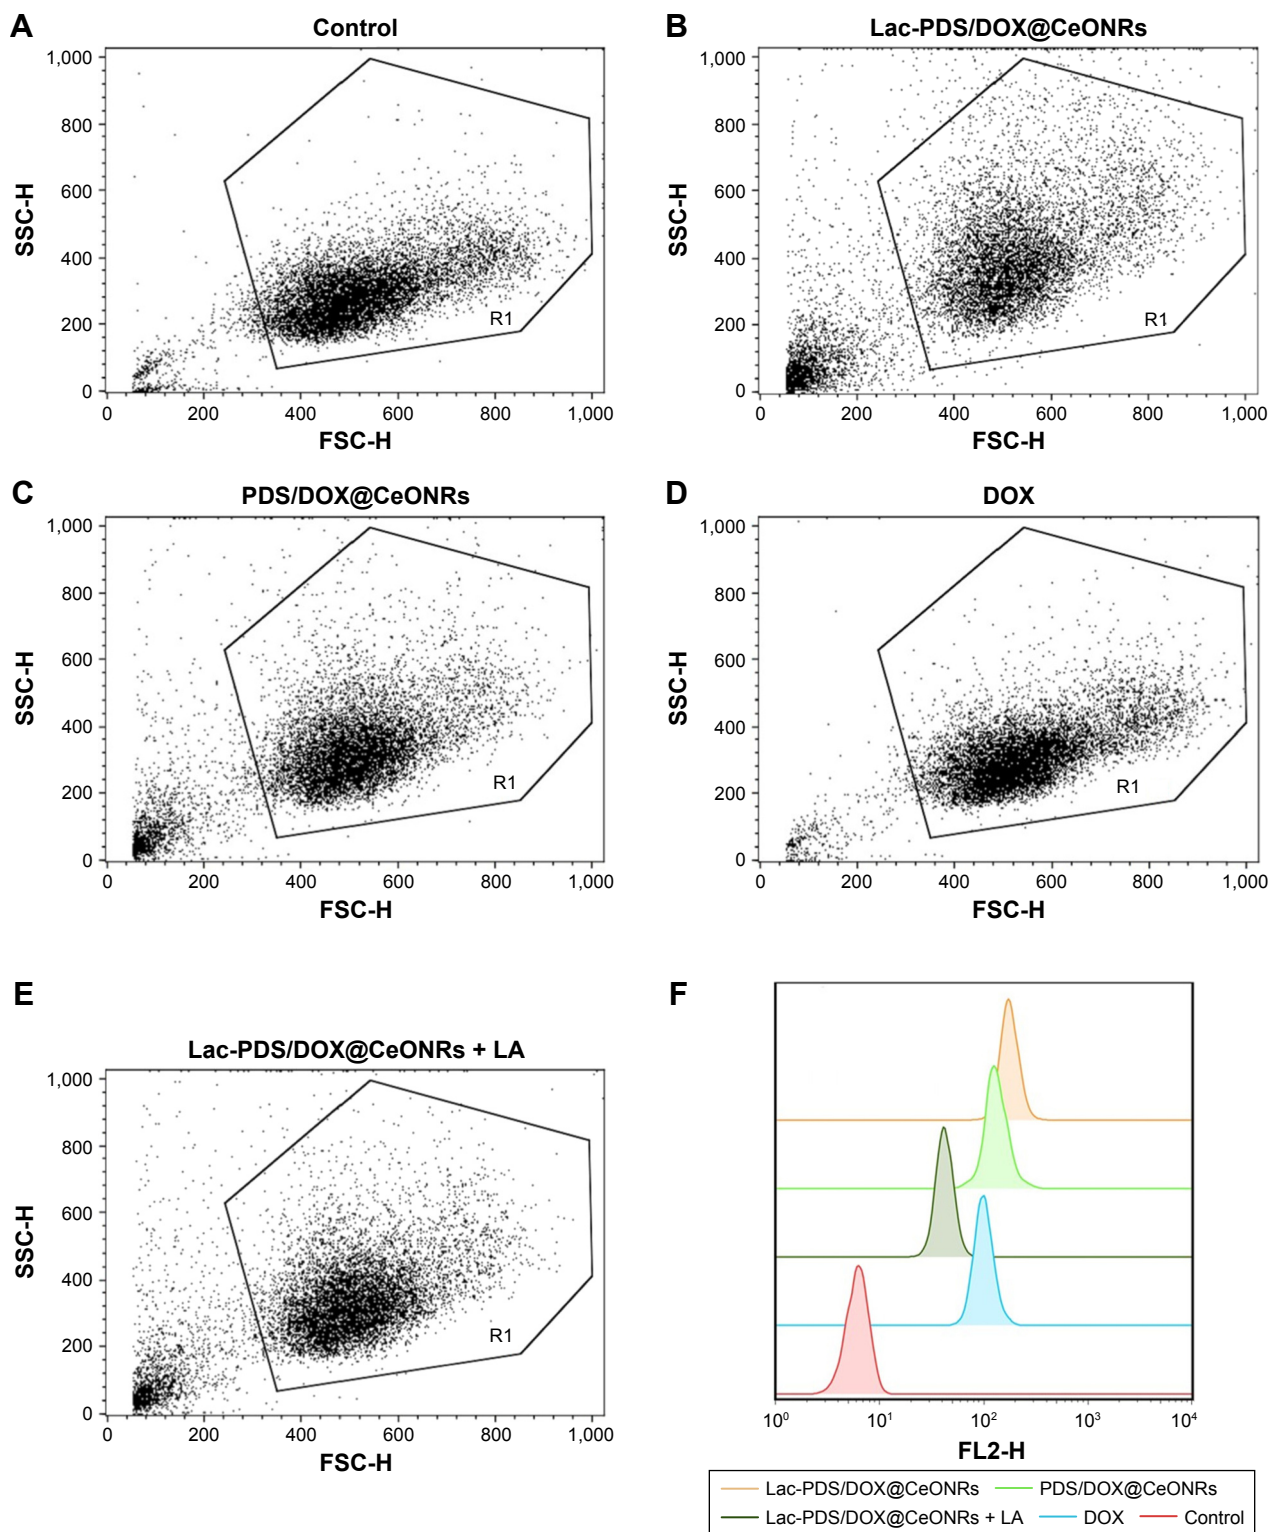 A
Control
1,000
800
600
400
200
0
SSC-H
R1
0 200 400 600 800 1,000
FSC-H
B
Lac-PDS/DOX@CeONRs
1,000
800
600
400
200
0
SSC-H
R1
0 200 400 600 800 1,000
FSC-H
C
PDS/DOX@CeONRs
1,000
800
600
400
200
0
SSC-H
R1
0 200 400 600 800 1,000
FSC-H
D
DOX
1,000
800
600
400
200
0
SSC-H
R1
0 200 400 600 800 1,000
FSC-H
E
Lac-PDS/DOX@CeONRs + LA
1,000
800
600
400
200
0
SSC-H
R1
0 200 400 600 800 1,000
FSC-H
F
10⁰ 10¹ 10² 10³ 10⁴
FL2-H
Lac-PDS/DOX@CeONRs PDS/DOX@CeONRs
Lac-PDS/DOX@CeONRs + LA DOX Control